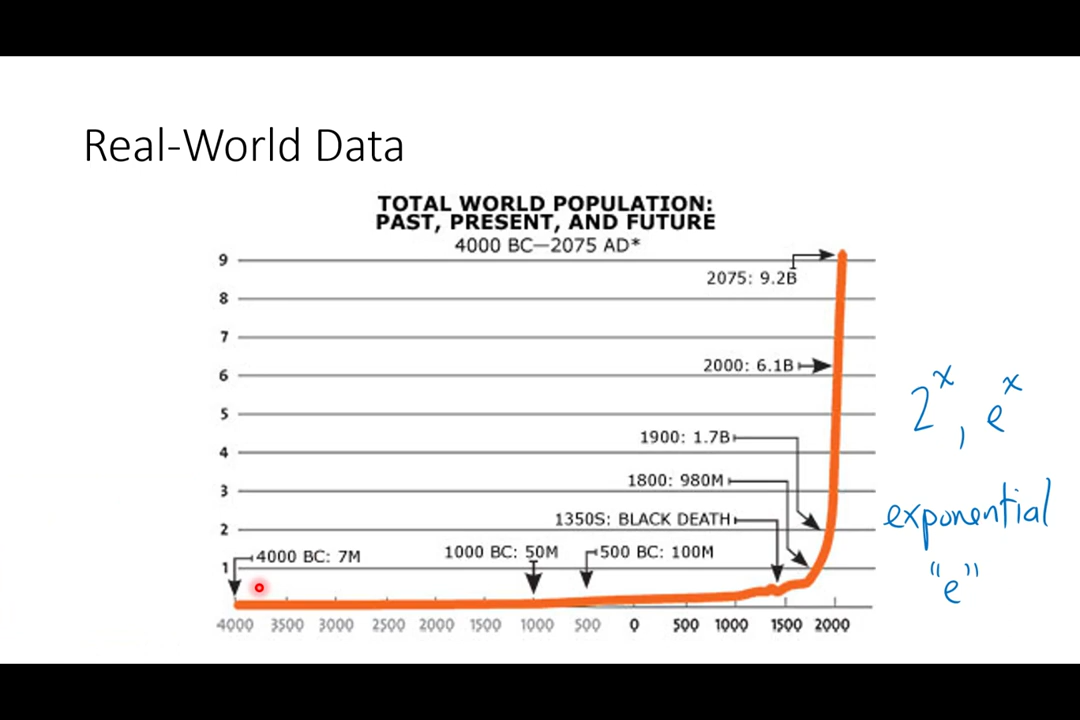 Real-World Data
TOTAL WORLD POPULATION:
PAST, PRESENT, AND FUTURE
4000 BC—2075 AD*
9
2075: 9.2B
8
7
2000: 6.1B
6
5
1900: 1.7B
4
1800: 980M
3
1350S: BLACK DEATH
2
4000 BC: 7M
1000 BC: 50M
500 BC: 100M
1
4000 3500 3000 2500 2000 1500 1000 500 0 500 1000 1500 2000
2^x, e^x
exponential
"e"